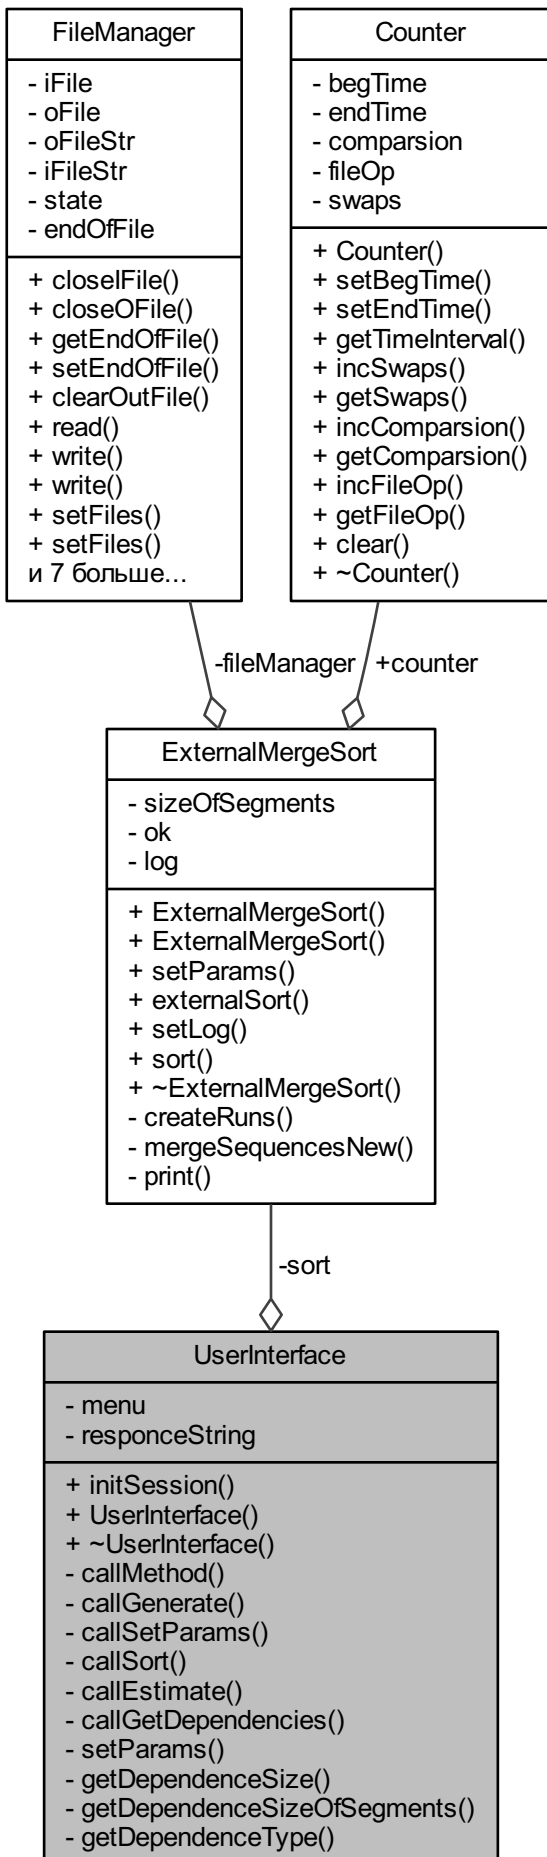 FileManager
- iFile
- oFile
- oFileStr
- iFileStr
- state
- endOfFile
+ closeIFile()
+ closeOFile()
+ getEndOfFile()
+ setEndOfFile()
+ clearOutFile()
+ read()
+ write()
+ write()
+ setFiles()
+ setFiles()
и 7 больше...
Counter
- begTime
- endTime
- comparsion
- fileOp
- swaps
+ Counter()
+ setBegTime()
+ setEndTime()
+ getTimeInterval()
+ incSwaps()
+ getSwaps()
+ incComparsion()
+ getComparsion()
+ incFileOp()
+ getFileOp()
+ clear()
+ ~Counter()
-fileManager
+counter
ExternalMergeSort
- sizeOfSegments
- ok
- log
+ ExternalMergeSort()
+ ExternalMergeSort()
+ setParams()
+ externalSort()
+ setLog()
+ sort()
+ ~ExternalMergeSort()
- createRuns()
- mergeSequencesNew()
- print()
-sort
UserInterface
- menu
- responceString
+ initSession()
+ UserInterface()
+ ~UserInterface()
- callMethod()
- callGenerate()
- callSetParams()
- callSort()
- callEstimate()
- callGetDependencies()
- setParams()
- getDependenceSize()
- getDependenceSizeOfSegments()
- getDependenceType()